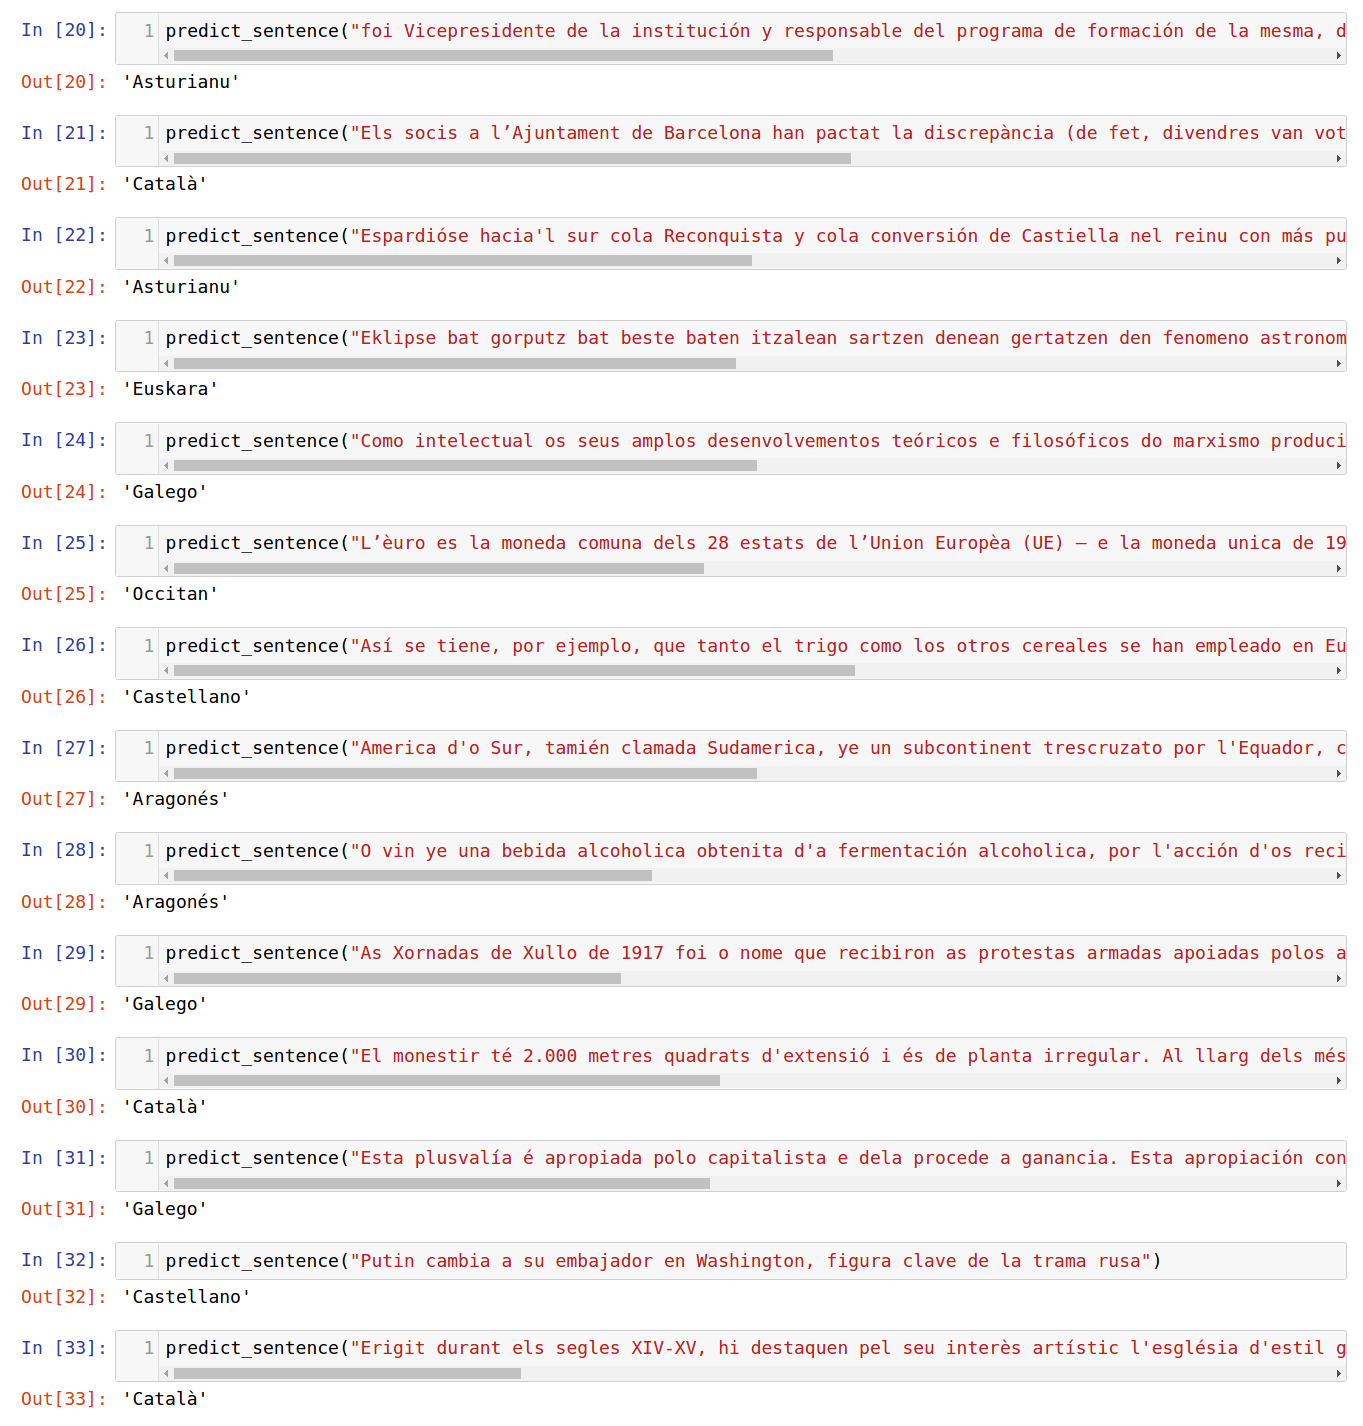 In [20]: 1 predict_sentence("foi Vicepresidente de la institución y responsable del programa de formación de la mesma, d
Out[20]: 'Asturianu'
In [21]: 1 predict_sentence("Els socis a l’Ajuntament de Barcelona han pactat la discrepància (de fet, divendres van vot
Out[21]: 'Català'
In [22]: 1 predict_sentence("Espardióse hacia'l sur cola Reconquista y cola conversión de Castiella nel reinu con más pu
Out[22]: 'Asturianu'
In [23]: 1 predict_sentence("Eklipse bat gorputz bat beste baten itzalean sartzen denean gertatzen den fenomeno astronom
Out[23]: 'Euskara'
In [24]: 1 predict_sentence("Como intelectual os seus amplos desenvolvementos teóricos e filosóficos do marxismo produci
Out[24]: 'Galego'
In [25]: 1 predict_sentence("L’èuro es la moneda comuna dels 28 estats de l’Union Europèa (UE) — e la moneda unica de 19
Out[25]: 'Occitan'
In [26]: 1 predict_sentence("Así se tiene, por ejemplo, que tanto el trigo como los otros cereales se han empleado en Eu
Out[26]: 'Castellano'
In [27]: 1 predict_sentence("America d'o Sur, tamién clamada Sudamerica, ye un subcontinent trescruzato por l'Equador, c
Out[27]: 'Aragonés'
In [28]: 1 predict_sentence("O vin ye una bebida alcoholica obtenita d'a fermentación alcoholica, por l'acción d'os reci
Out[28]: 'Aragonés'
In [29]: 1 predict_sentence("As Xornadas de Xullo de 1917 foi o nome que recibiron as protestas armadas apoiadas polos a
Out[29]: 'Galego'
In [30]: 1 predict_sentence("El monestir té 2.000 metres quadrats d'extensió i és de planta irregular. Al llarg dels més
Out[30]: 'Català'
In [31]: 1 predict_sentence("Esta plusvalía é apropiada polo capitalista e dela procede a ganancia. Esta apropiación con
Out[31]: 'Galego'
In [32]: 1 predict_sentence("Putin cambia a su embajador en Washington, figura clave de la trama rusa")
Out[32]: 'Castellano'
In [33]: 1 predict_sentence("Erigit durant els segles XIV-XV, hi destaquen pel seu interès artístic l'església d'estil g
Out[33]: 'Català'